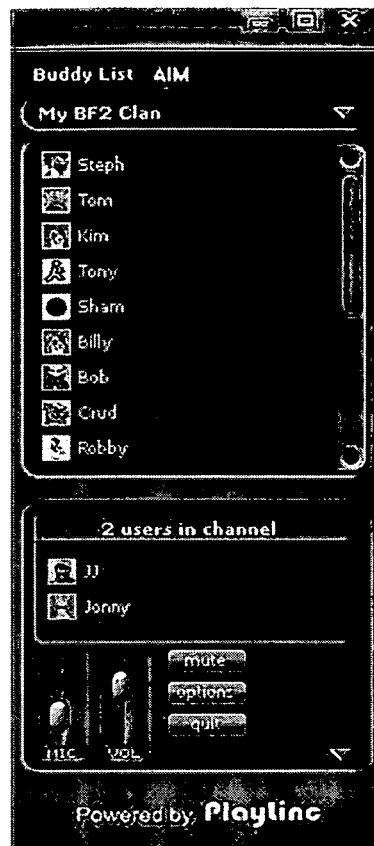 Buddy List AIM
My BF2 Clan
Steph
Tom
Kim
Tony
Sham
Billy
Bob
Crud
Robby
2 users in channel
JJ
Jonny
mute
options
MIC VOL quit
Powered by Playlinc